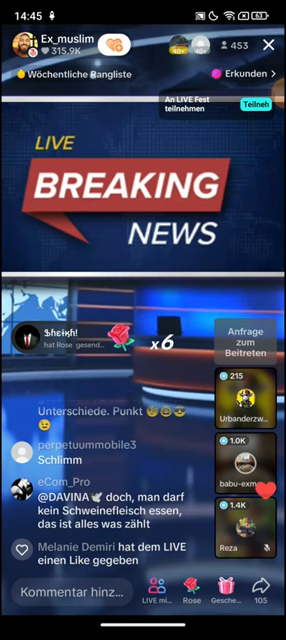 14:45
63
Ex_muslim
315.9K
40+
40+
453
Wöchentliche Rangliste
Erkunden >
An LIVE Fest
teilnehmen
Teilneh
LIVE
BREAKING
NEWS
hat Rose gesend...
x6
Anfrage
zum
Beitreten
215
Urbanderzw...
Unterschiede. Punkt
perpetuummobile3
Schlimm
1.0K
babu-exm
eCom_Pro
@DAVINA🕊 doch, man darf
kein Schweinefleisch essen,
das ist alles was zählt
1.4K
Reza
Melanie Demiri hat dem LIVE
einen Like gegeben
Kommentar hinz...
LIVE mi...
Rose
Gesche...
105